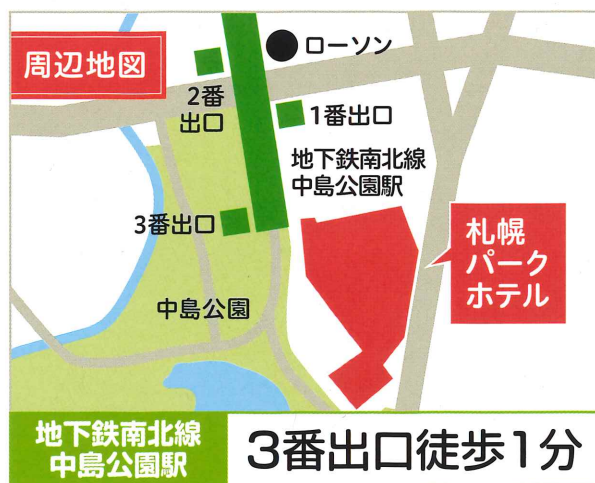 周辺地図
ローソン
2番
出口
1番出口
地下鉄南北線
中島公園駅
3番出口
札幌
パーク
ホテル
中島公園
地下鉄南北線
中島公園駅
3番出口徒歩1分